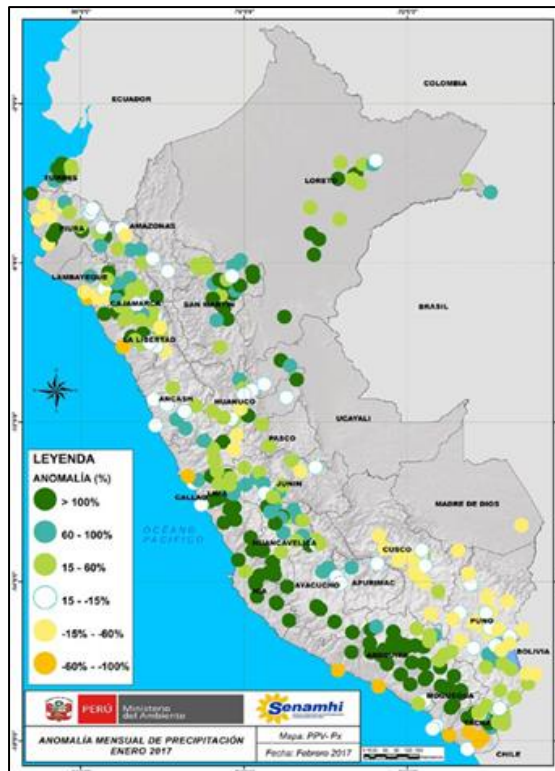 ECUADOR
COLOMBIA
TUMBES
LORETO
PIURA
AMAZONAS
LAMBAYEQUE
CAJAMARCA
SAN MARTIN
BRASIL
LA LIBERTAD
ANCASH
HUANUCO
UCAYALI
PASCO
LEYENDA
ANOMALÍA (%)
> 100%
60 - 100%
15 - 60%
15 - -15%
-15% - -60%
-60% - -100%
JUNIN
CALLAO
LIMA
MADRE DE DIOS
OCÉANO
PACIFICO
HUANCAVELICA
CUSCO
ICA
AYACUCHO
APURIMAC
PUNO
BOLIVIA
AREQUIPA
MOQUEGUA
TACNA
CHILE
PERÚ
Ministerio
del Ambiente
Senamhi
ANOMALÍA MENSUAL DE PRECIPITACIÓN
ENERO 2017
Mapa: PPV- Px
Fecha: Febrero 2017